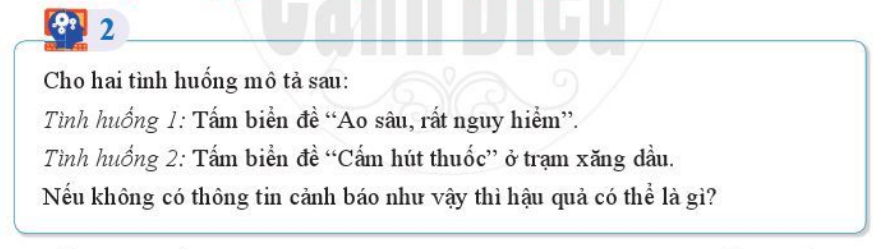 Cánh Diều
2
Cho hai tình huống mô tả sau:
Tình huống 1: Tấm biển đề “Ao sâu, rất nguy hiểm”.
Tình huống 2: Tấm biển đề “Cấm hút thuốc” ở trạm xăng dầu.
Nếu không có thông tin cảnh báo như vậy thì hậu quả có thể là gì?